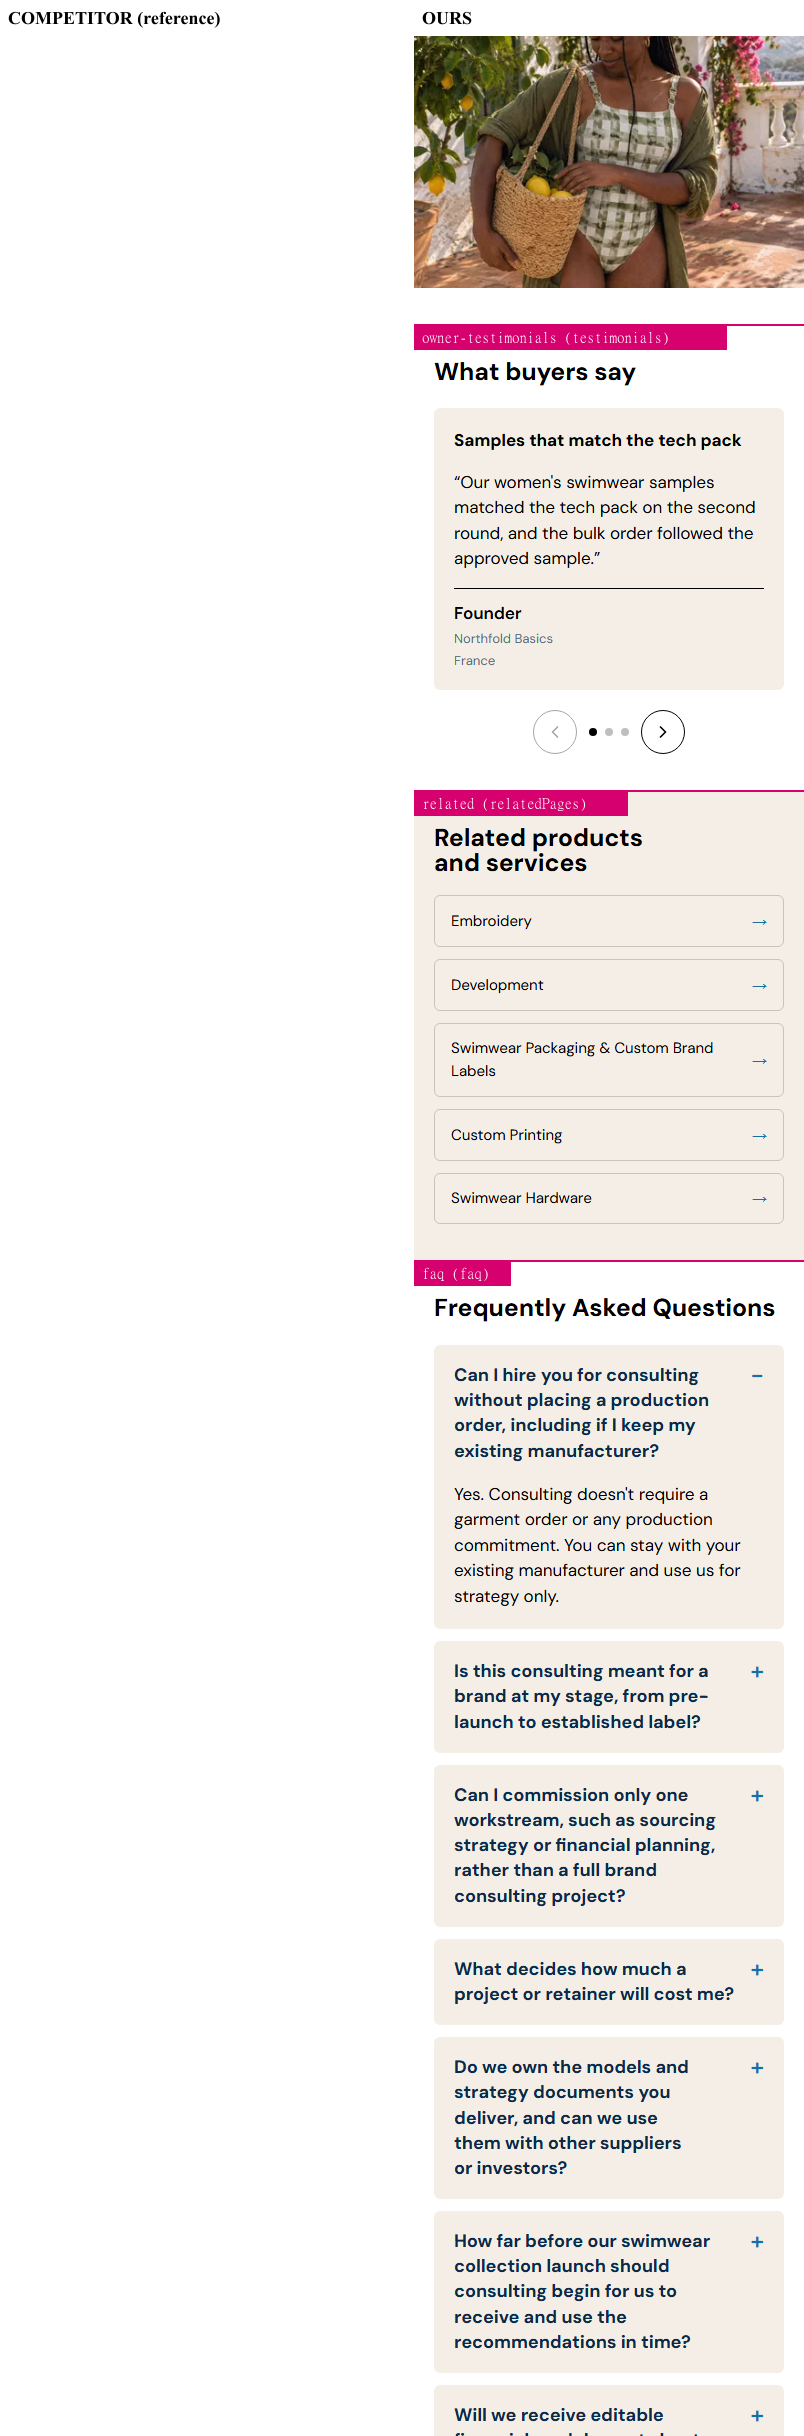 COMPETITOR (reference)
OURS
owner-testimonials (testimonials)
What buyers say
Samples that match the tech pack
“Our women's swimwear samples
matched the tech pack on the second
round, and the bulk order followed the
approved sample.”
Founder
Northfold Basics
France
related (relatedPages)
Related products
and services
Embroidery →
Development →
Swimwear Packaging & Custom Brand
Labels →
Custom Printing →
Swimwear Hardware →
faq (faq)
Frequently Asked Questions
Can I hire you for consulting −
without placing a production
order, including if I keep my
existing manufacturer?
Yes. Consulting doesn't require a
garment order or any production
commitment. You can stay with your
existing manufacturer and use us for
strategy only.
Is this consulting meant for a +
brand at my stage, from pre-
launch to established label?
Can I commission only one +
workstream, such as sourcing
strategy or financial planning,
rather than a full brand
consulting project?
What decides how much a +
project or retainer will cost me?
Do we own the models and +
strategy documents you
deliver, and can we use
them with other suppliers
or investors?
How far before our swimwear +
collection launch should
consulting begin for us to
receive and use the
recommendations in time?
Will we receive editable +